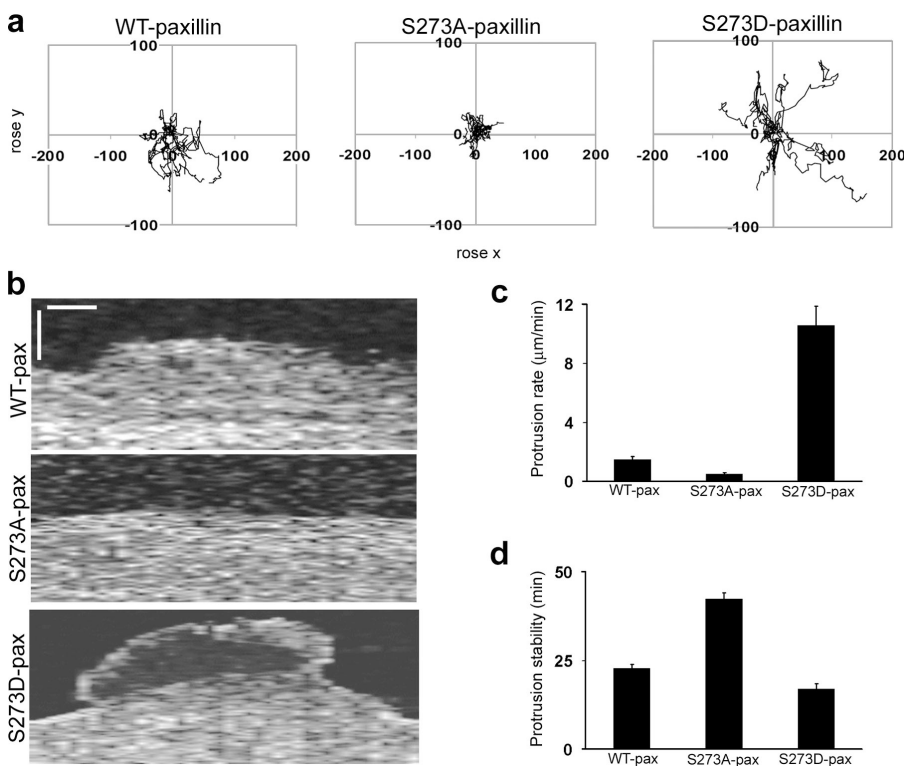 a
WT-paxillin
S273A-paxillin
S273D-paxillin
rose y
100
0
-200
-100
0
100
200
-100
100
0
-200
-100
0
100
200
-100
100
0
-200
-100
0
100
200
-100
rose x
b
WT-pax
S273A-pax
S273D-pax
c
Protrusion rate (μm/min)
12
8
4
0
WT-pax
S273A-pax
S273D-pax
d
Protrusion stability (min)
50
25
0
WT-pax
S273A-pax
S273D-pax